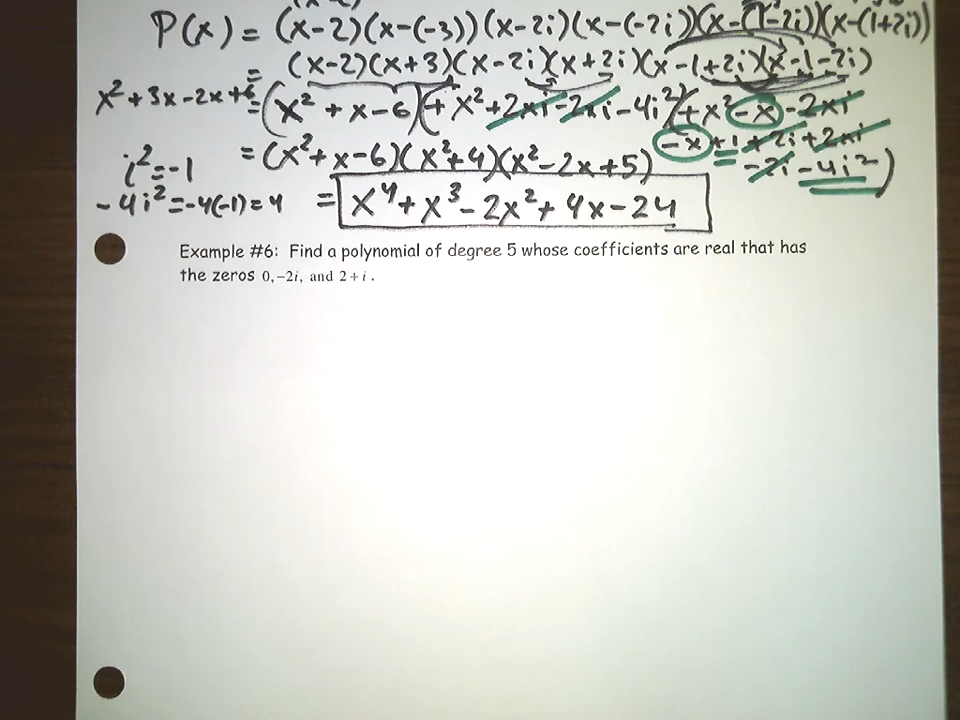 P(x) = (x-2)(x-(-3))(x-2i)(x-(-2i))(x-(1-2i))(x-(1+2i))
= (x-2)(x+3)(x-2i)(x+2i)(x-1+2i)(x-1-2i)
x²+3x-2x+6
=(x²+x-6)(+x²+2xi-2xi-4i²)(+x²-x-2xi
-x+1+2i+2xi
-2i-4i²)
i²=-1
=(x²+x-6)(x²+4)(x²-2x+5)
-4i²=-4(-1)=4
= x⁴+x³-2x²+4x-24
Example #6: Find a polynomial of degree 5 whose coefficients are real that has
the zeros 0,-2i, and 2+i.